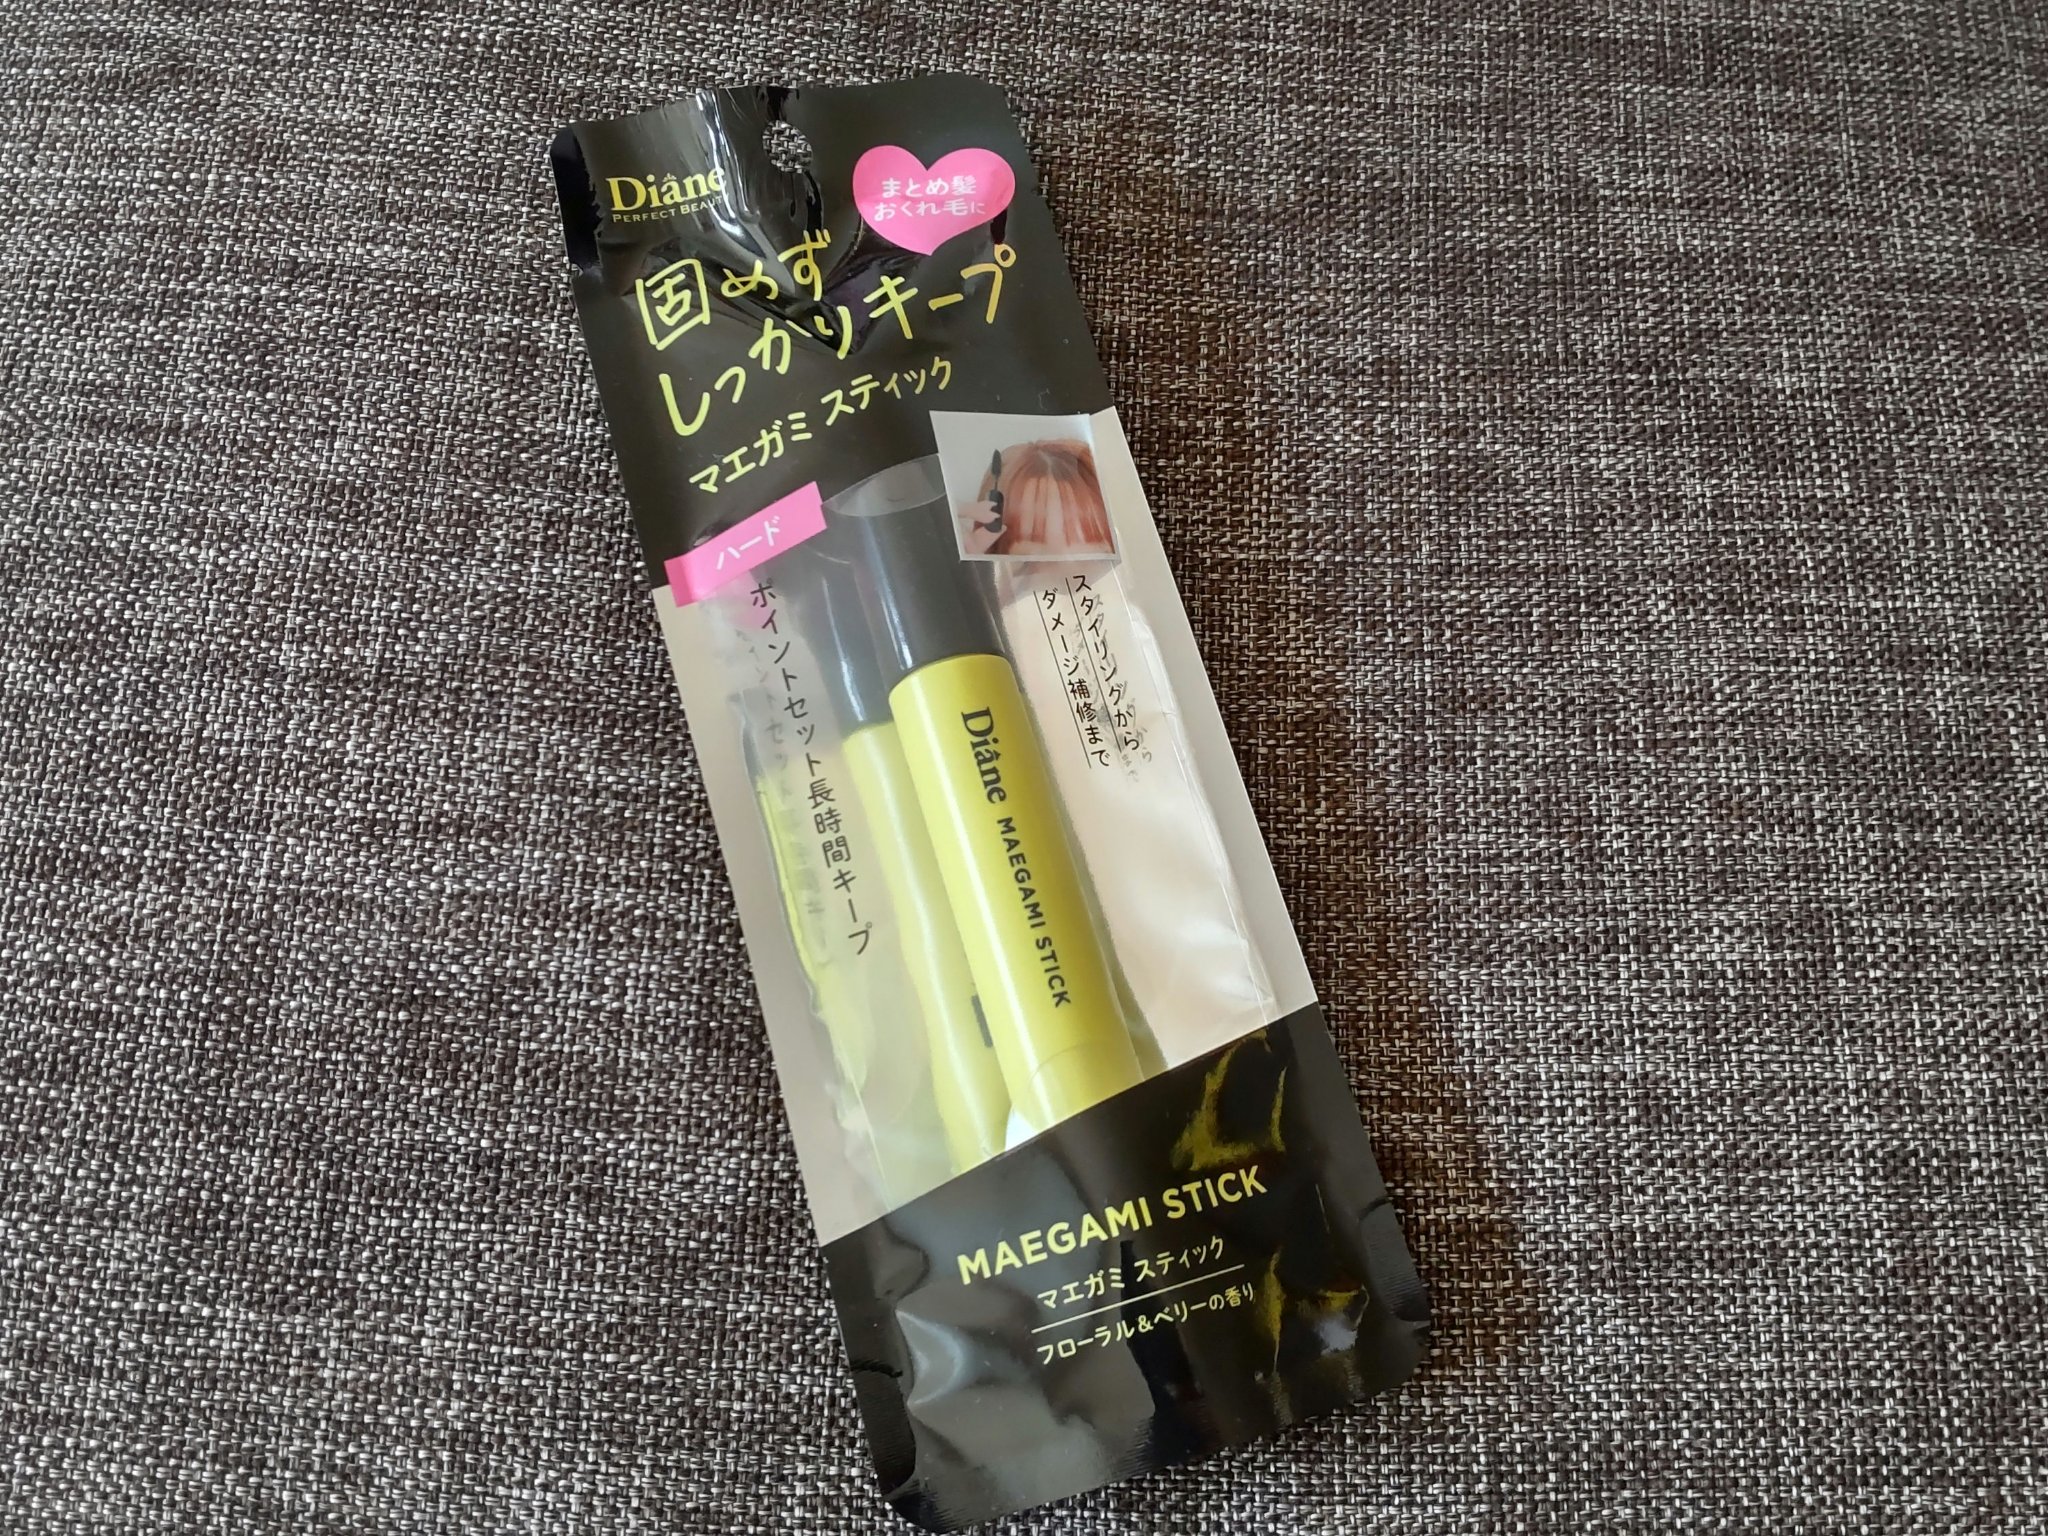 Diane
PERFECT BEAUT
まとめ髪
おくれ毛に
固めず
しっかりキープ
マエガミ スティック
ハード
ポイントセット長時間キープ
スタイリングから
ダメージ補修まで
Diane MAEGAMI STICK
MAEGAMI STICK
マエガミ スティック
フローラル&ベリーの香り